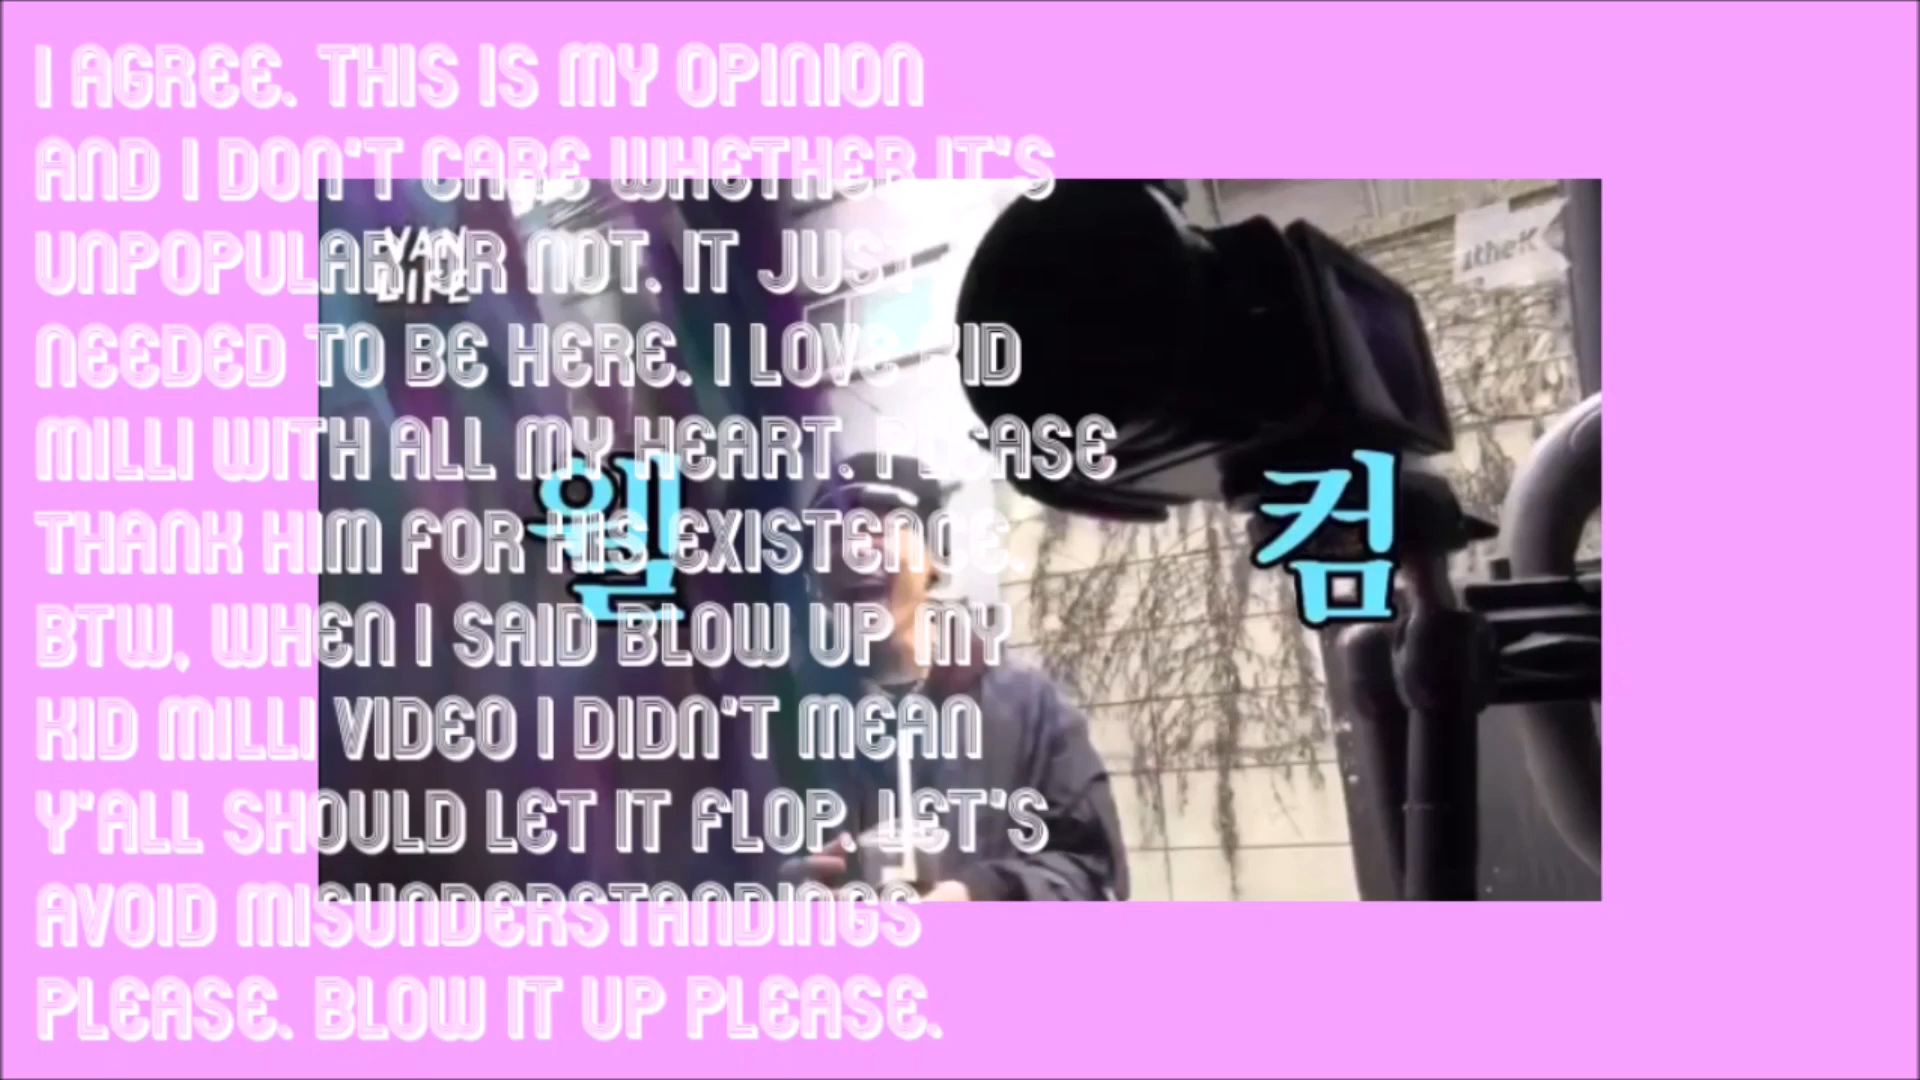 I AGREE. THIS IS MY OPINION
AND I DON'T CARE WHETHER IT'S
UNPOPULAR OR NOT. IT JUST
NEEDED TO BE HERE. I LOVE KID
MILLI WITH ALL MY HEART. PLEASE
THANK HIM FOR HIS EXISTENCE.
BTW, WHEN I SAID BLOW UP MY
KID MILLI VIDEO I DIDN'T MEAN
Y'ALL SHOULD LET IT FLOP. LET'S
AVOID MISUNDERSTANDINGS
PLEASE. BLOW IT UP PLEASE.
VAN
LIFE
1theK
웰 컴